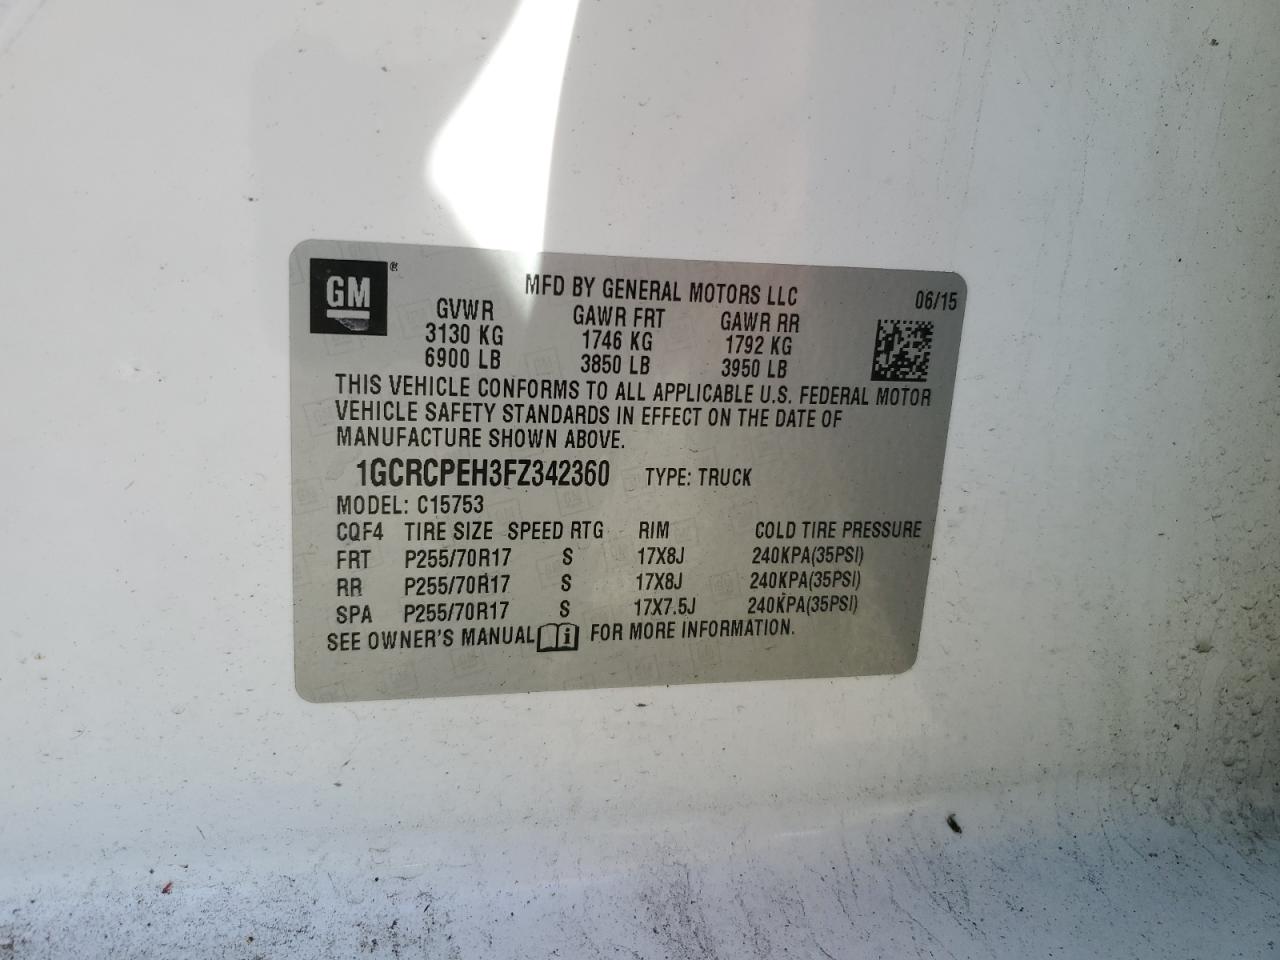 GM ®
MFD BY GENERAL MOTORS LLC 06/15
GVWR GAWR FRT GAWR RR
3130 KG 1746 KG 1792 KG
6900 LB 3850 LB 3950 LB
THIS VEHICLE CONFORMS TO ALL APPLICABLE U.S. FEDERAL MOTOR
VEHICLE SAFETY STANDARDS IN EFFECT ON THE DATE OF
MANUFACTURE SHOWN ABOVE.
1GCRCPEH3FZ342360 TYPE: TRUCK
MODEL: C15753
CQF4 TIRE SIZE SPEED RTG RIM COLD TIRE PRESSURE
FRT P255/70R17 S 17X8J 240KPA(35PSI)
RR P255/70R17 S 17X8J 240KPA(35PSI)
SPA P255/70R17 S 17X7.5J 240KPA(35PSI)
SEE OWNER'S MANUAL i FOR MORE INFORMATION.